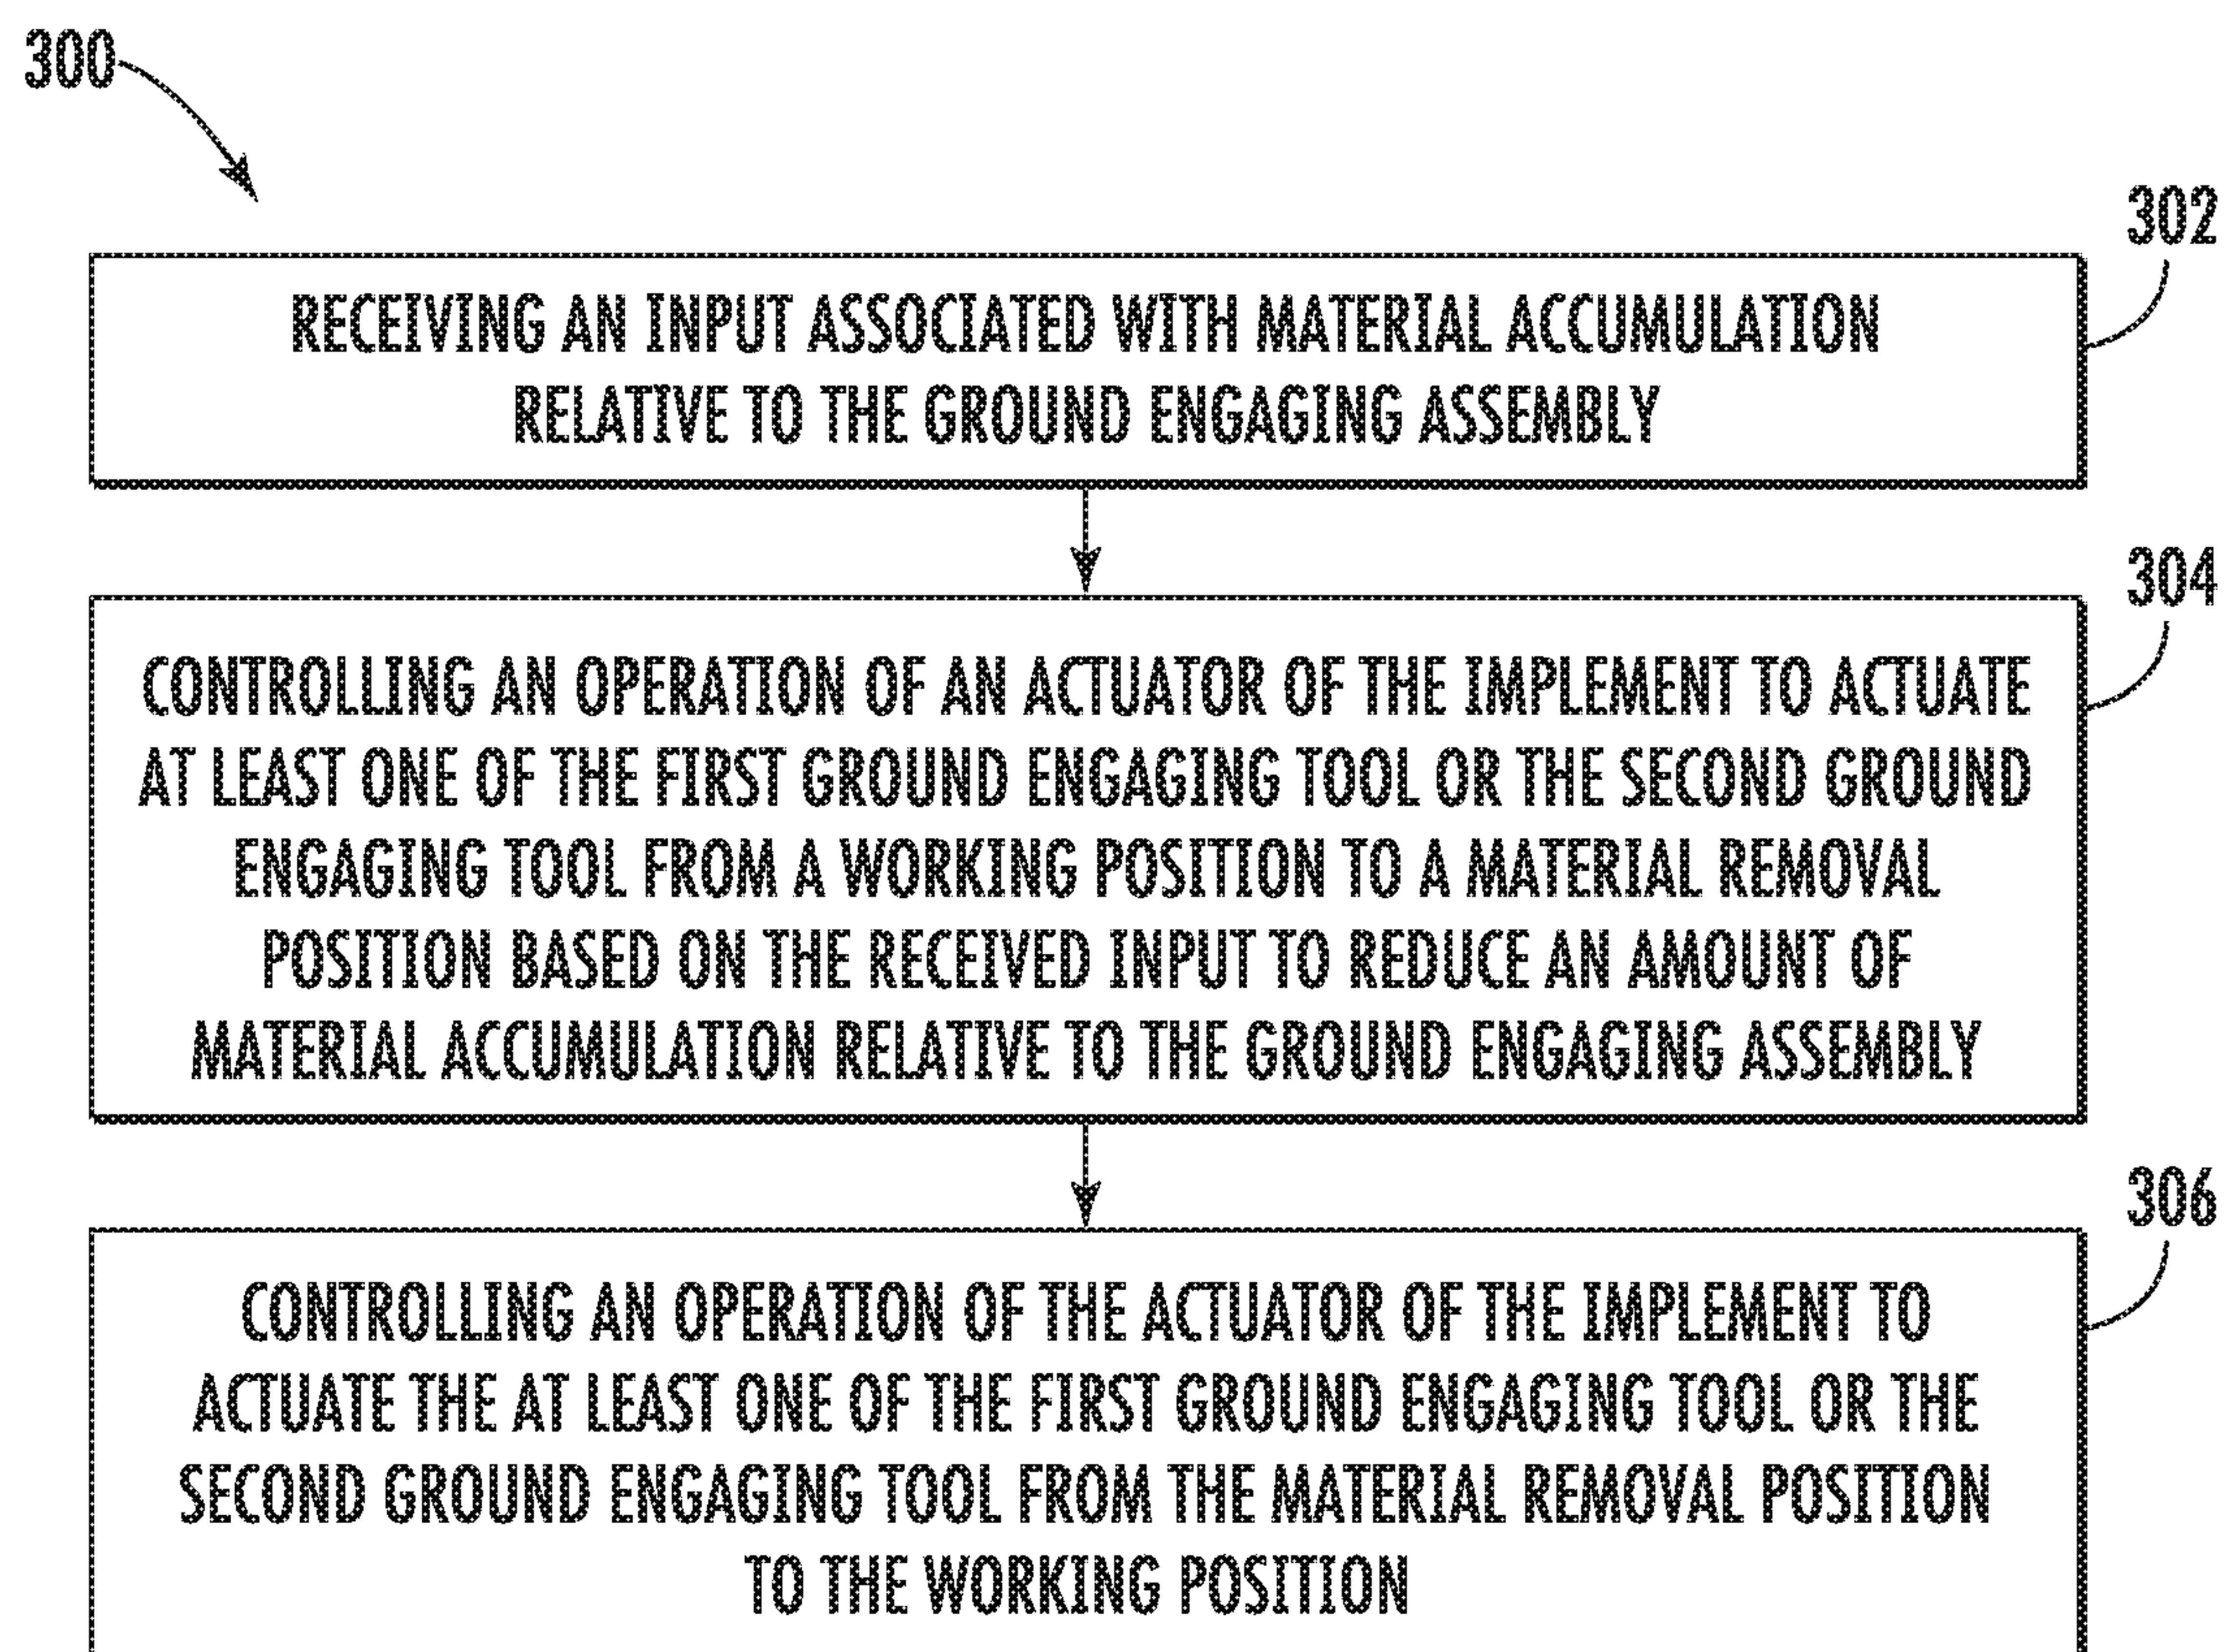 300
302
RECEIVING AN INPUT ASSOCIATED WITH MATERIAL ACCUMULATION
RELATIVE TO THE GROUND ENGAGING ASSEMBLY
304
CONTROLLING AN OPERATION OF AN ACTUATOR OF THE IMPLEMENT TO ACTUATE
AT LEAST ONE OF THE FIRST GROUND ENGAGING TOOL OR THE SECOND GROUND
ENGAGING TOOL FROM A WORKING POSITION TO A MATERIAL REMOVAL
POSITION BASED ON THE RECEIVED INPUT TO REDUCE AN AMOUNT OF
MATERIAL ACCUMULATION RELATIVE TO THE GROUND ENGAGING ASSEMBLY
306
CONTROLLING AN OPERATION OF THE ACTUATOR OF THE IMPLEMENT TO
ACTUATE THE AT LEAST ONE OF THE FIRST GROUND ENGAGING TOOL OR THE
SECOND GROUND ENGAGING TOOL FROM THE MATERIAL REMOVAL POSITION
TO THE WORKING POSITION